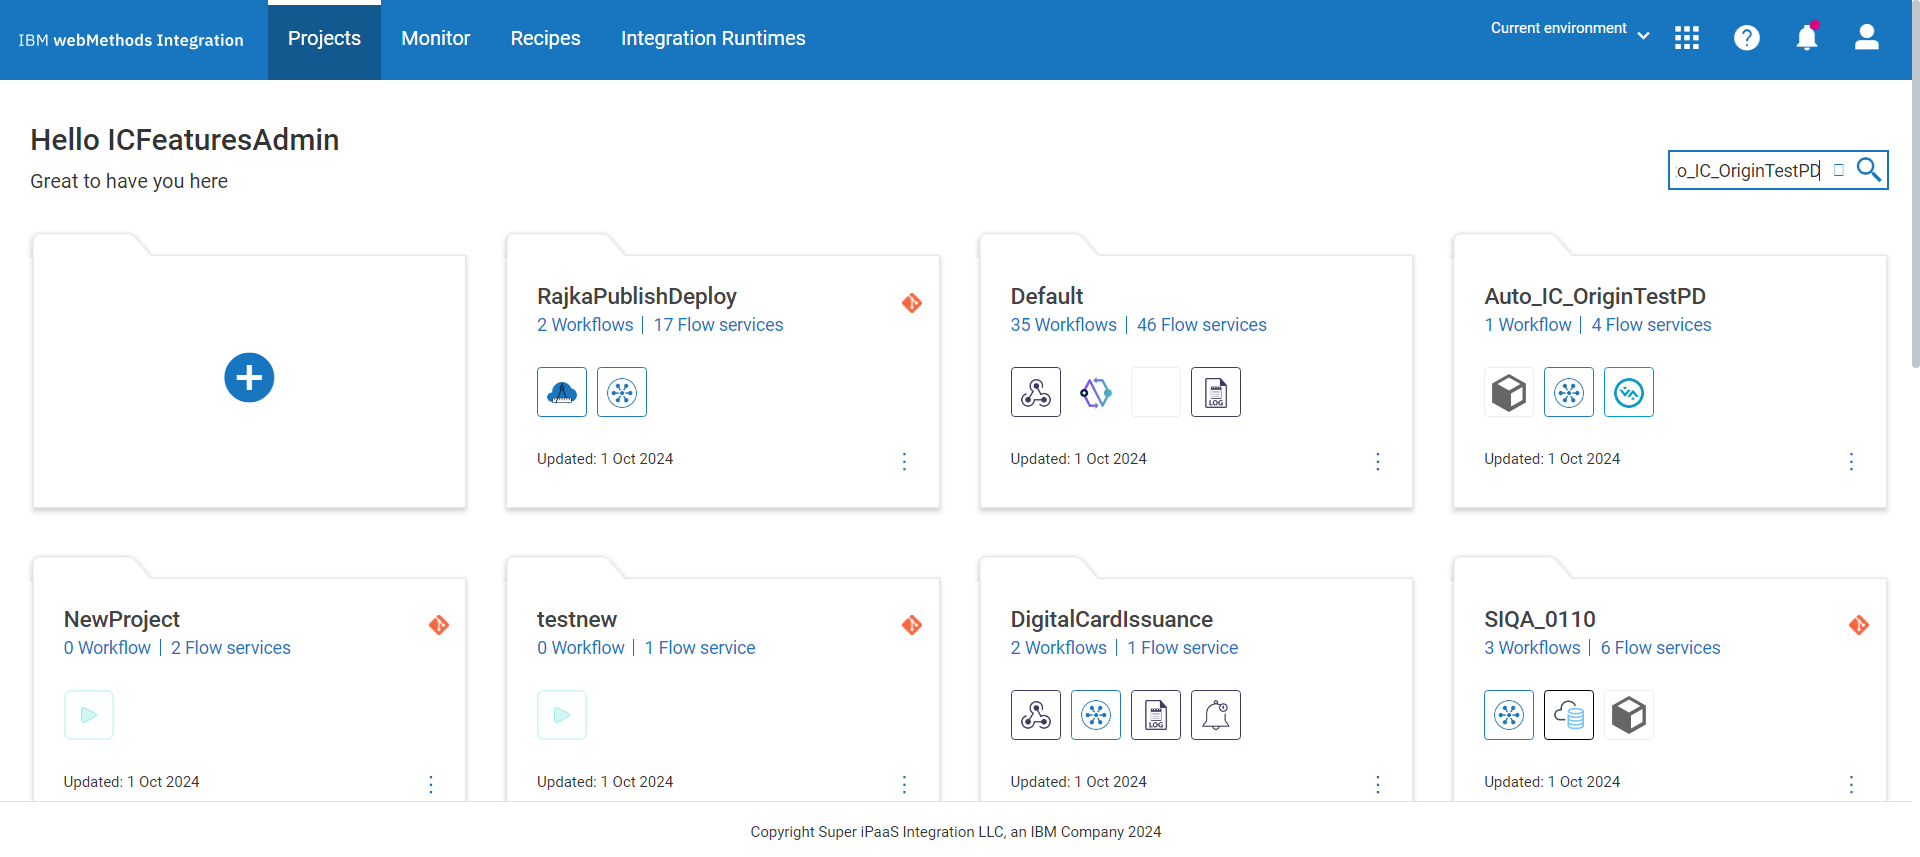 IBM webMethods Integration
Projects
Monitor
Recipes
Integration Runtimes
Current environment
Hello ICFeaturesAdmin
Great to have you here
o_IC_OriginTestPD
RajkaPublishDeploy
2 Workflows | 17 Flow services
Updated: 1 Oct 2024
Default
35 Workflows | 46 Flow services
LOG
Updated: 1 Oct 2024
Auto_IC_OriginTestPD
1 Workflow | 4 Flow services
Updated: 1 Oct 2024
NewProject
0 Workflow | 2 Flow services
Updated: 1 Oct 2024
testnew
0 Workflow | 1 Flow service
Updated: 1 Oct 2024
DigitalCardIssuance
2 Workflows | 1 Flow service
LOG
Updated: 1 Oct 2024
SIQA_0110
3 Workflows | 6 Flow services
Updated: 1 Oct 2024
Copyright Super iPaaS Integration LLC, an IBM Company 2024